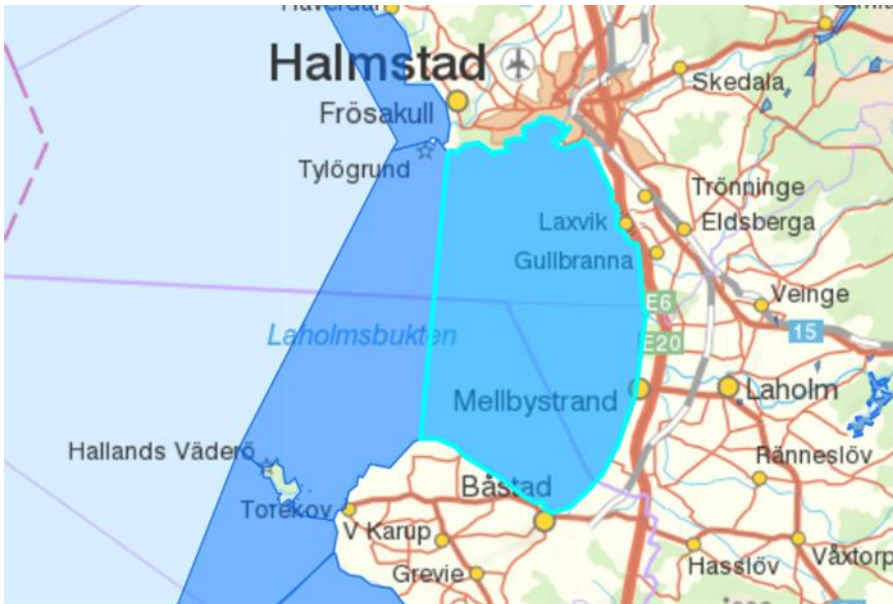 Halmstad
Skedala
Frösakull
Tylögrund
Trönninge
Laxvik
Eldsberga
Gullbranna
E6
Veinge
15
Laholmsbukten
E20
Mellbystrand
Laholm
Hallands Väderö
Ränneslöv
Båstad
Torekov
V Karup
Våxtorp
Hasslöv
Grevie